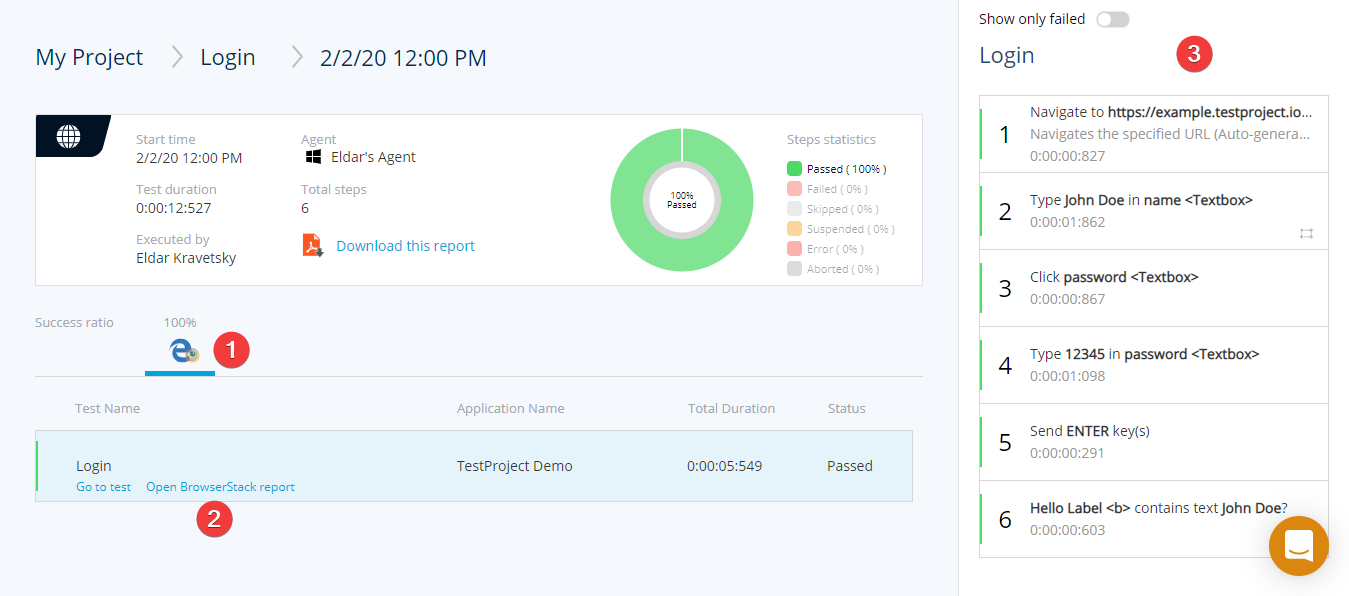 My Project
Login
2/2/20 12:00 PM
Start time
2/2/20 12:00 PM
Test duration
0:00:12:527
Executed by
Eldar Kravetsky
Agent
Eldar's Agent
Total steps
6
Download this report
100%
Passed
Steps statistics
Passed ( 100% )
Failed ( 0% )
Skipped ( 0% )
Suspended ( 0% )
Error ( 0% )
Aborted ( 0% )
Success ratio
100%
1
Test Name Application Name Total Duration Status
Login TestProject Demo 0:00:05:549 Passed
Go to test Open BrowserStack report
2
Show only failed
Login
3
1
Navigate to https://example.testproject.io...
Navigates the specified URL (Auto-genera...
0:00:00:827
2
Type John Doe in name <Textbox>
0:00:01:862
3
Click password <Textbox>
0:00:00:867
4
Type 12345 in password <Textbox>
0:00:01:098
5
Send ENTER key(s)
0:00:00:291
6
Hello Label <b> contains text John Doe?
0:00:00:603